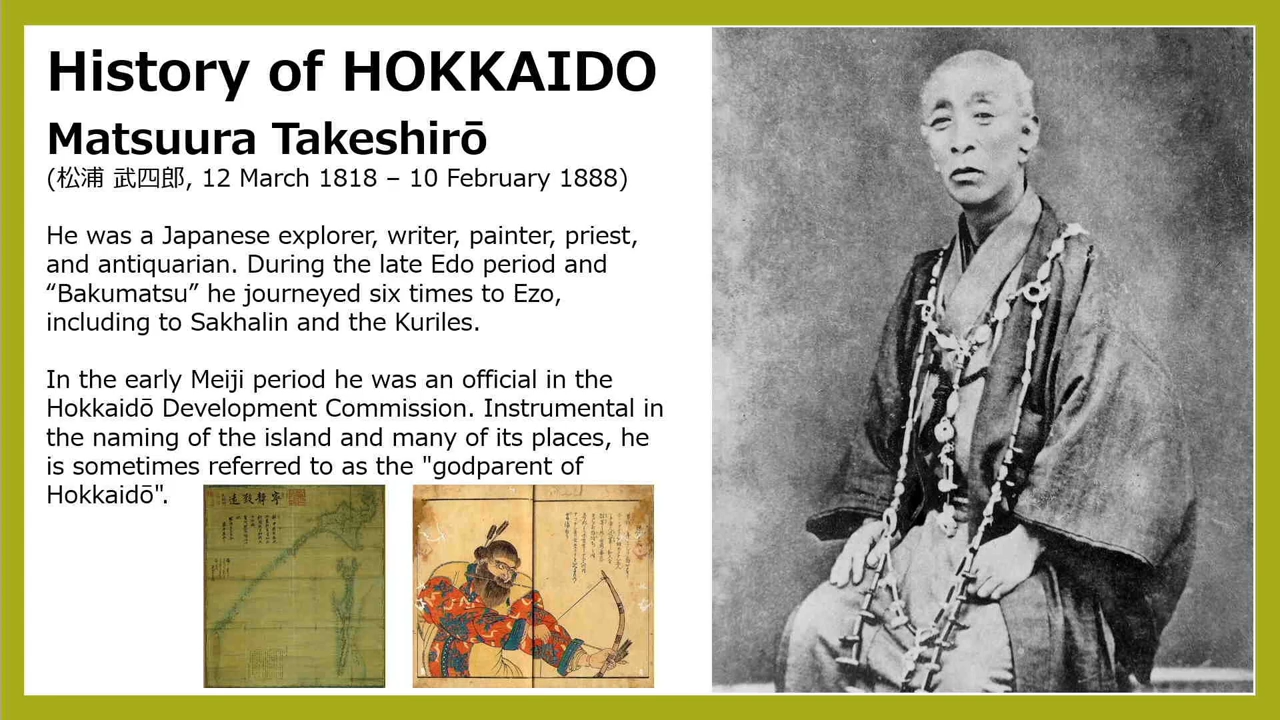 History of HOKKAIDO
Matsuura Takeshirō
(松浦 武四郎, 12 March 1818 – 10 February 1888)
He was a Japanese explorer, writer, painter, priest,
and antiquarian. During the late Edo period and
“Bakumatsu” he journeyed six times to Ezo,
including to Sakhalin and the Kuriles.
In the early Meiji period he was an official in the
Hokkaidō Development Commission. Instrumental in
the naming of the island and many of its places, he
is sometimes referred to as the "godparent of
Hokkaidō".